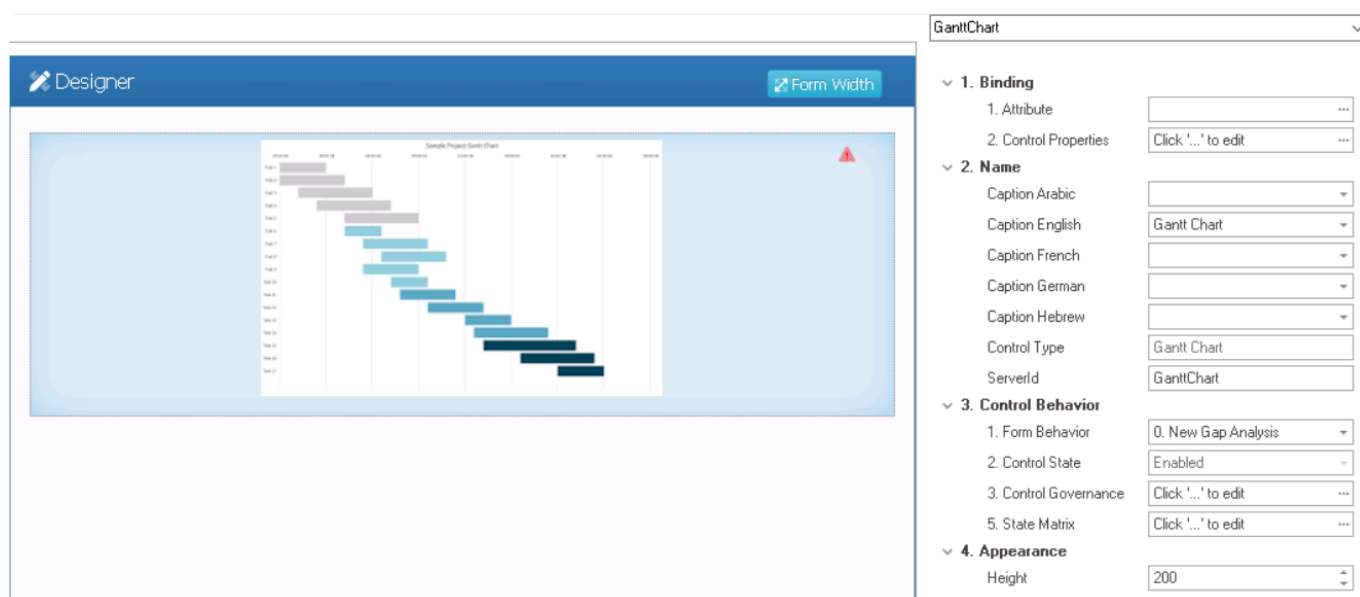 GanttChart
Designer
Form Width
Sample Project Gantt Chart
1. Binding
1. Attribute
2. Control Properties Click '...' to edit
2. Name
Caption Arabic
Caption English Gantt Chart
Caption French
Caption German
Caption Hebrew
Control Type Gantt Chart
ServerId GanttChart
3. Control Behavior
1. Form Behavior 0. New Gap Analysis
2. Control State Enabled
3. Control Governance Click '...' to edit
5. State Matrix Click '...' to edit
4. Appearance
Height 200